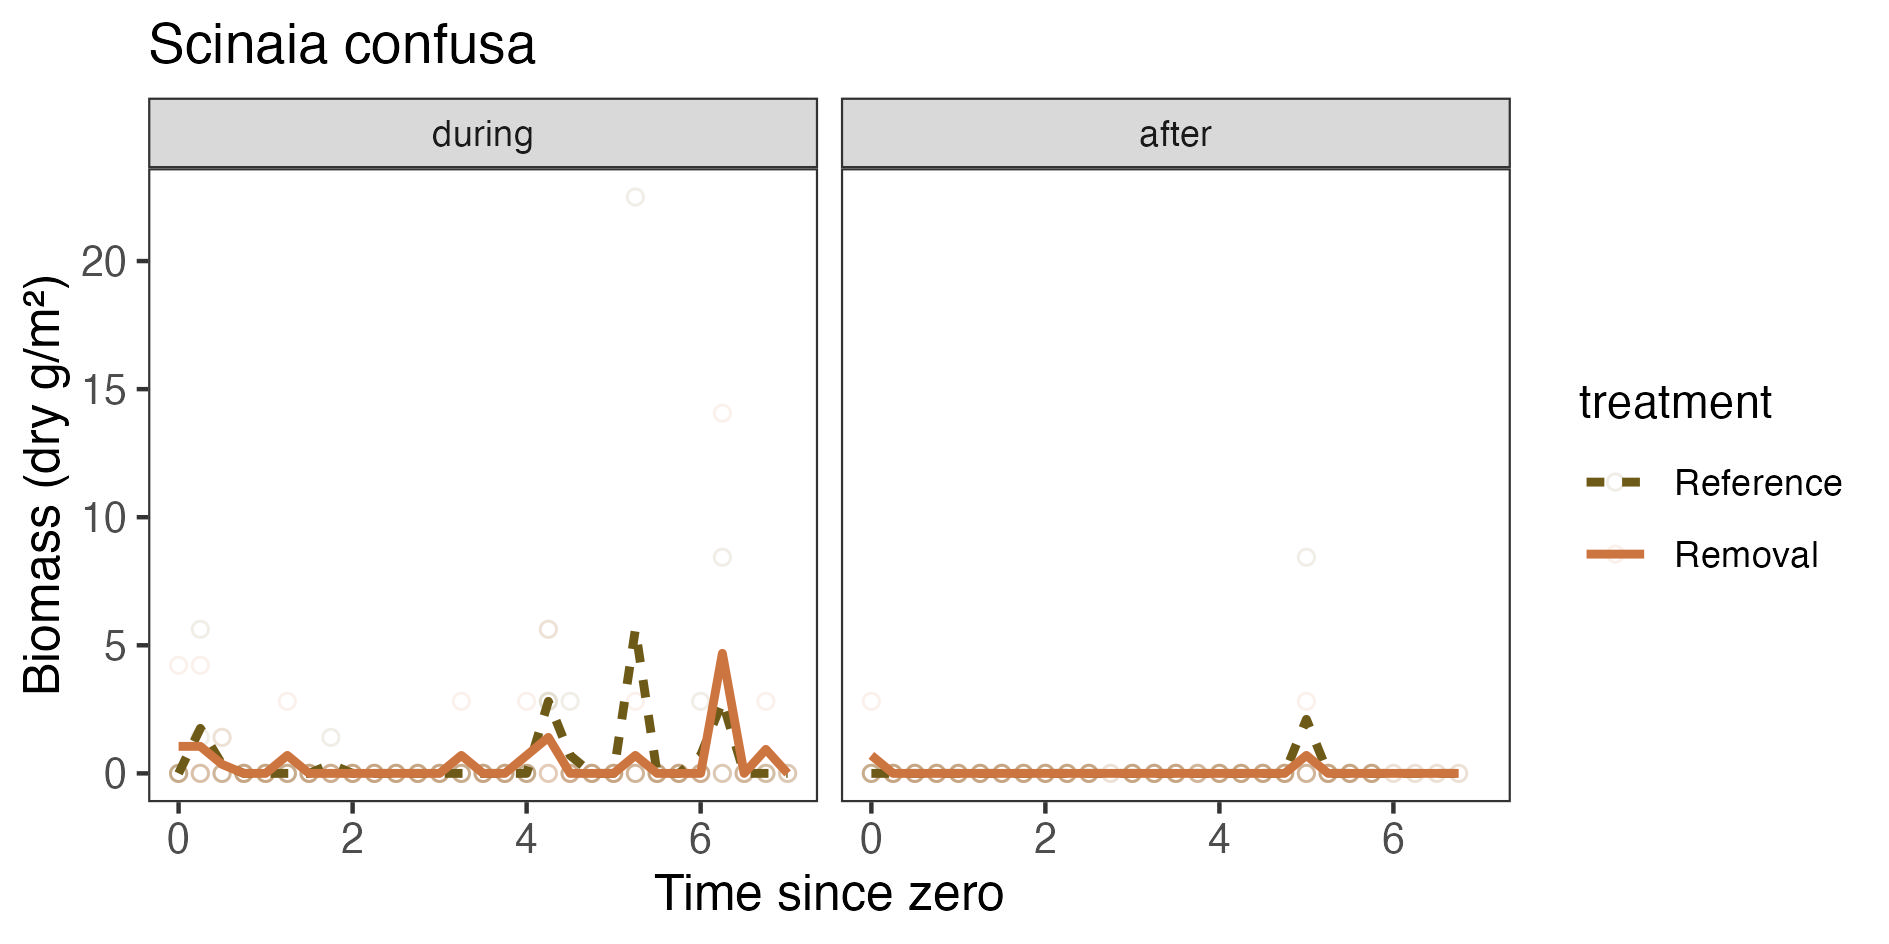 Scinaia confusa
during
after
Biomass (dry g/m²)
20
15
10
5
0
0 2 4 6
0 2 4 6
Time since zero
treatment
Reference
Removal